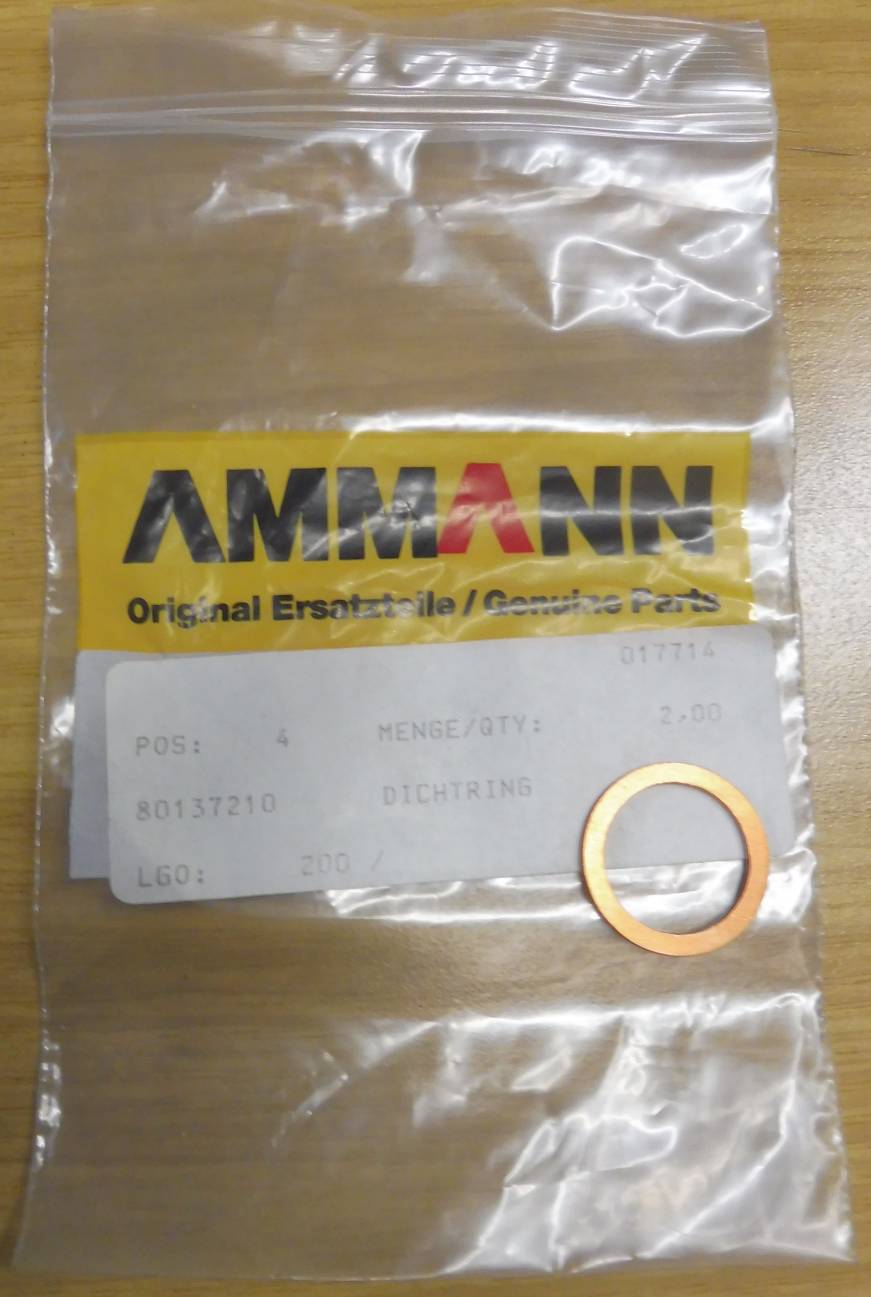 AMMANN
Original Ersatzteile / Genuine Parts
017714
POS: 4 MENGE/QTY: 2,00
80137210 DICHTRING
LGO: 200 /